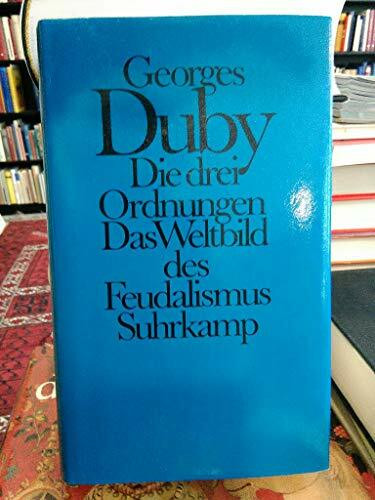 Georges
Duby
Die drei
Ordnungen
Das Weltbild
des
Feudalismus
Suhrkamp